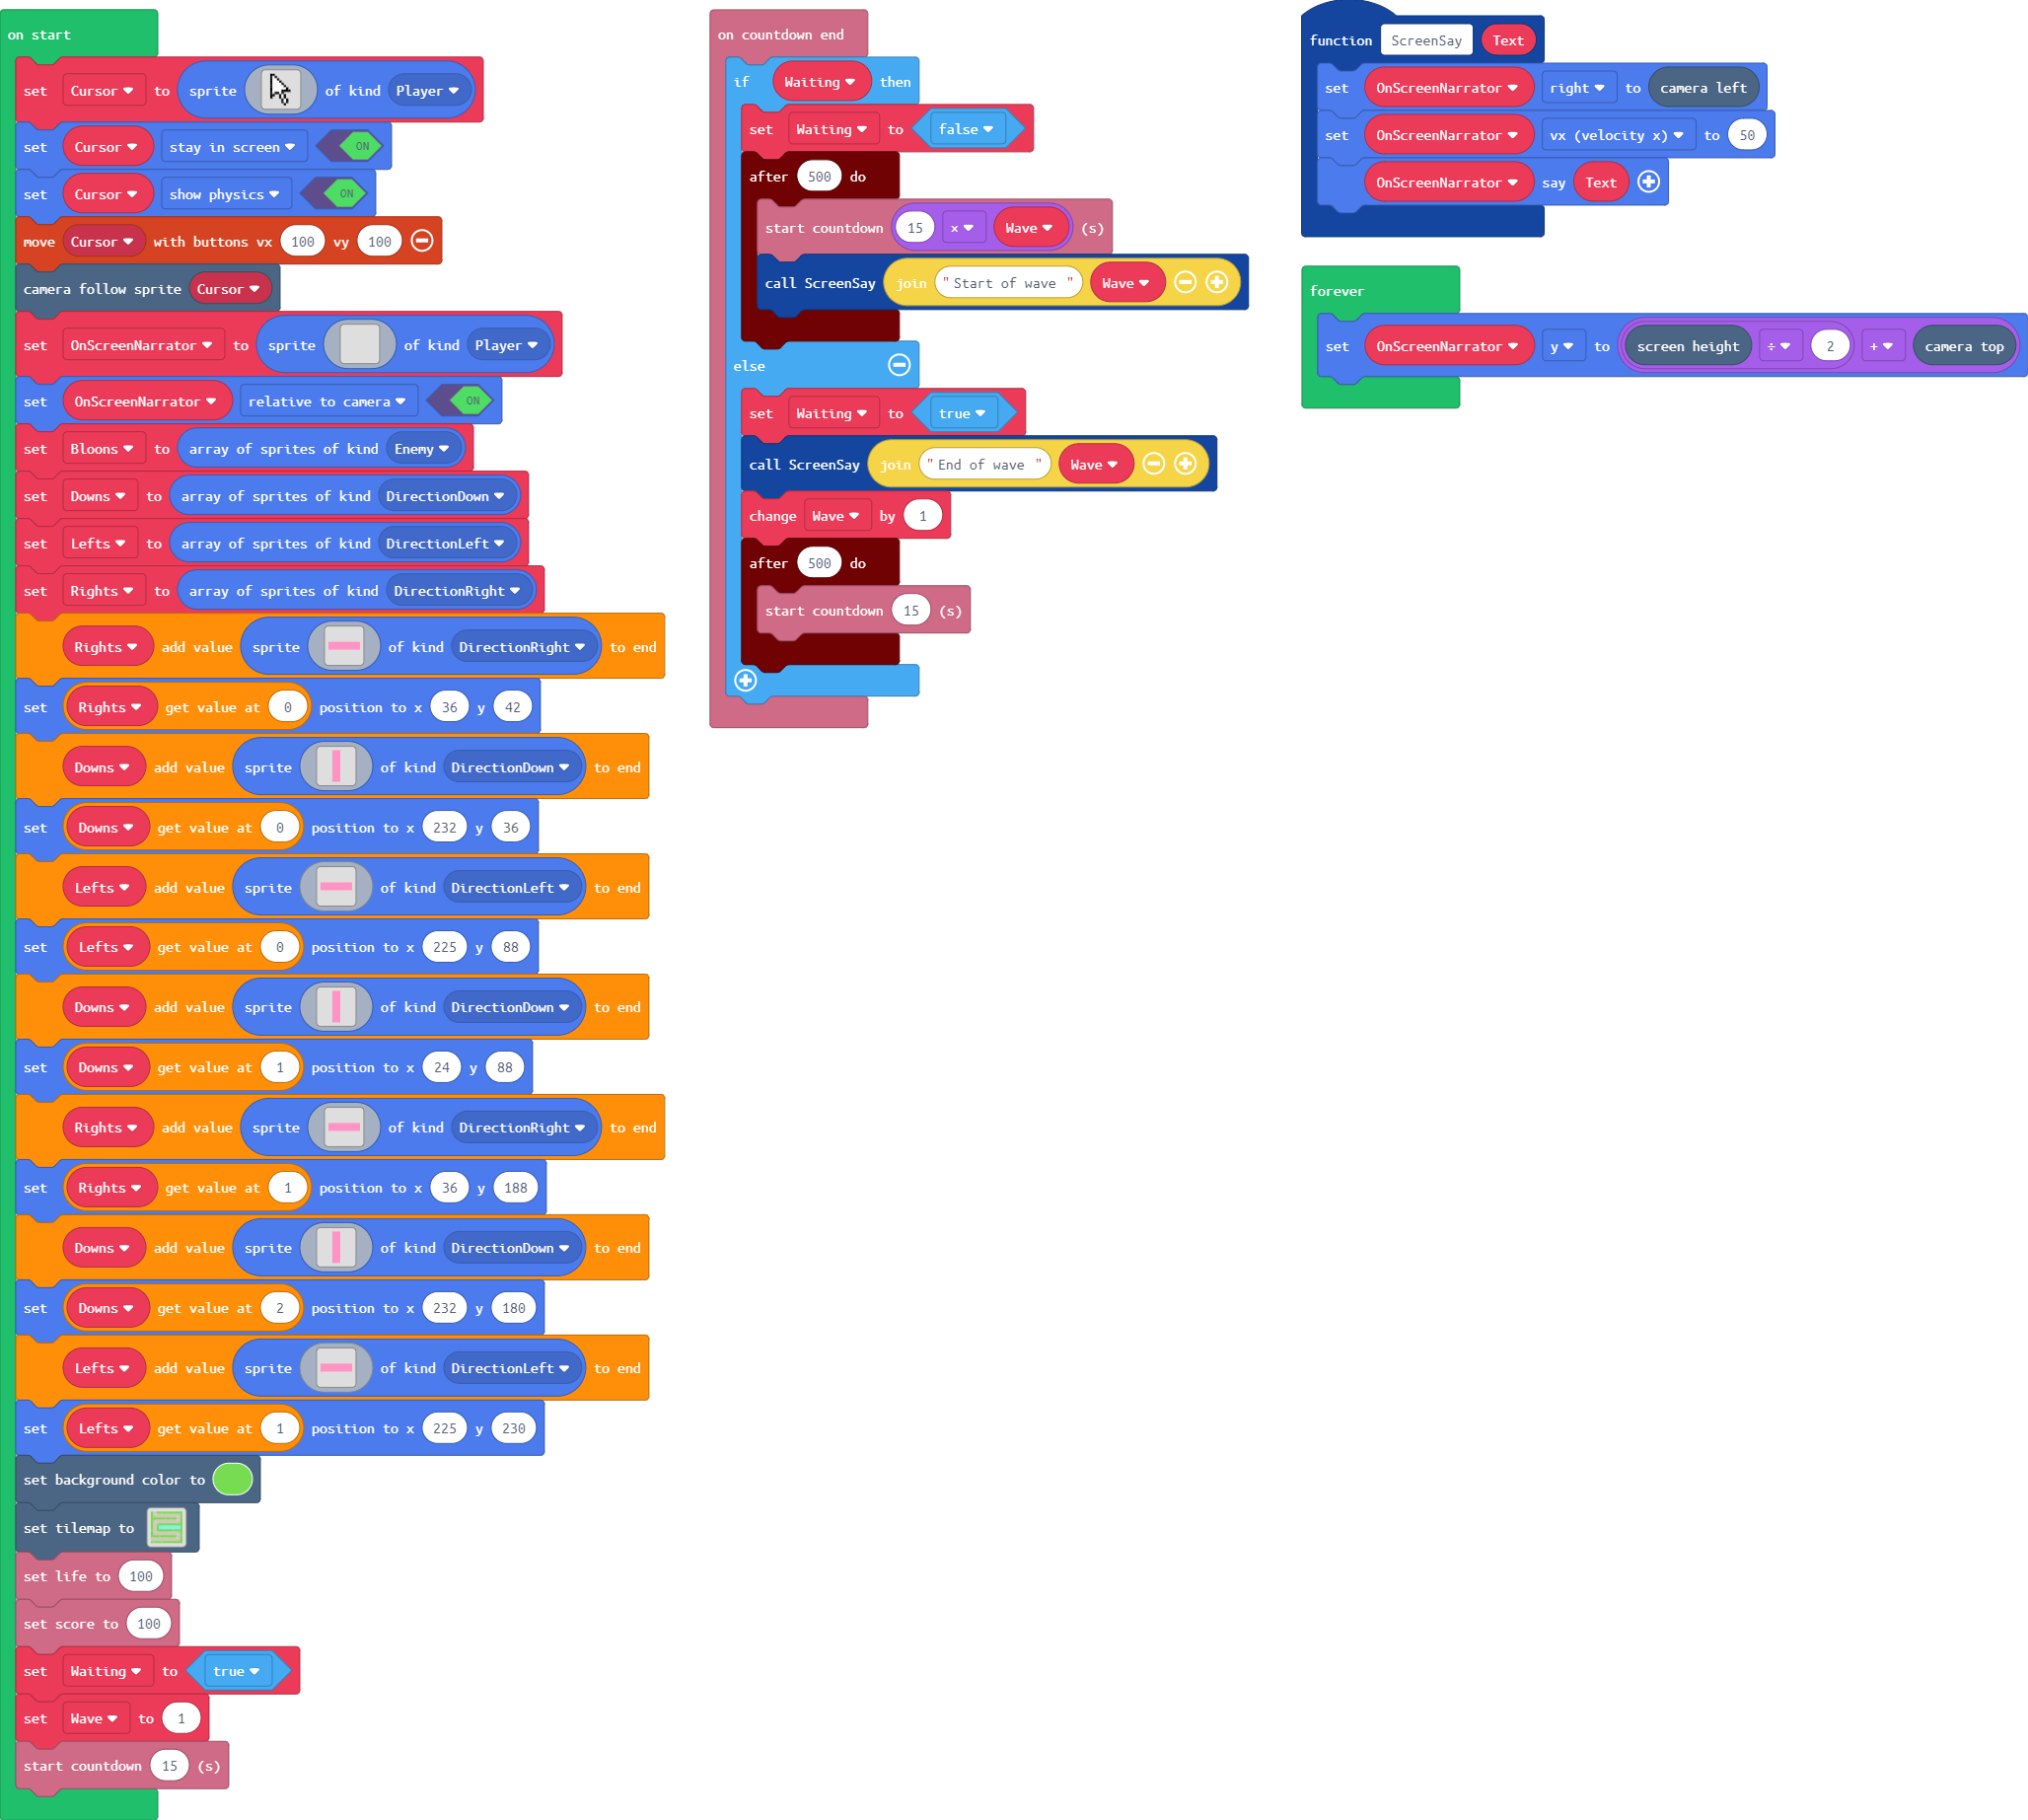 on start
set Cursor to sprite of kind Player
set Cursor stay in screen ON
set Cursor show physics ON
move Cursor with buttons vx 100 vy 100
camera follow sprite Cursor
set OnScreenNarrator to sprite of kind Player
set OnScreenNarrator relative to camera ON
set Bloons to array of sprites of kind Enemy
set Downs to array of sprites of kind DirectionDown
set Lefts to array of sprites of kind DirectionLeft
set Rights to array of sprites of kind DirectionRight
Rights add value sprite of kind DirectionRight to end
set Rights get value at 0 position to x 36 y 42
Downs add value sprite of kind DirectionDown to end
set Downs get value at 0 position to x 232 y 36
Lefts add value sprite of kind DirectionLeft to end
set Lefts get value at 0 position to x 225 y 88
Downs add value sprite of kind DirectionDown to end
set Downs get value at 1 position to x 24 y 88
Rights add value sprite of kind DirectionRight to end
set Rights get value at 1 position to x 36 y 188
Downs add value sprite of kind DirectionDown to end
set Downs get value at 2 position to x 232 y 180
Lefts add value sprite of kind DirectionLeft to end
set Lefts get value at 1 position to x 225 y 230
set background color to
set tilemap to
set life to 100
set score to 100
set Waiting to true
set Wave to 1
start countdown 15 (s)
on countdown end
if Waiting then
set Waiting to false
after 500 do
start countdown 15 x Wave (s)
call ScreenSay join "Start of wave " Wave
else
set Waiting to true
call ScreenSay join "End of wave " Wave
change Wave by 1
after 500 do
start countdown 15 (s)
function ScreenSay Text
set OnScreenNarrator right to camera left
set OnScreenNarrator vx (velocity x) to 50
OnScreenNarrator say Text
forever
set OnScreenNarrator y to screen height ÷ 2 + camera top